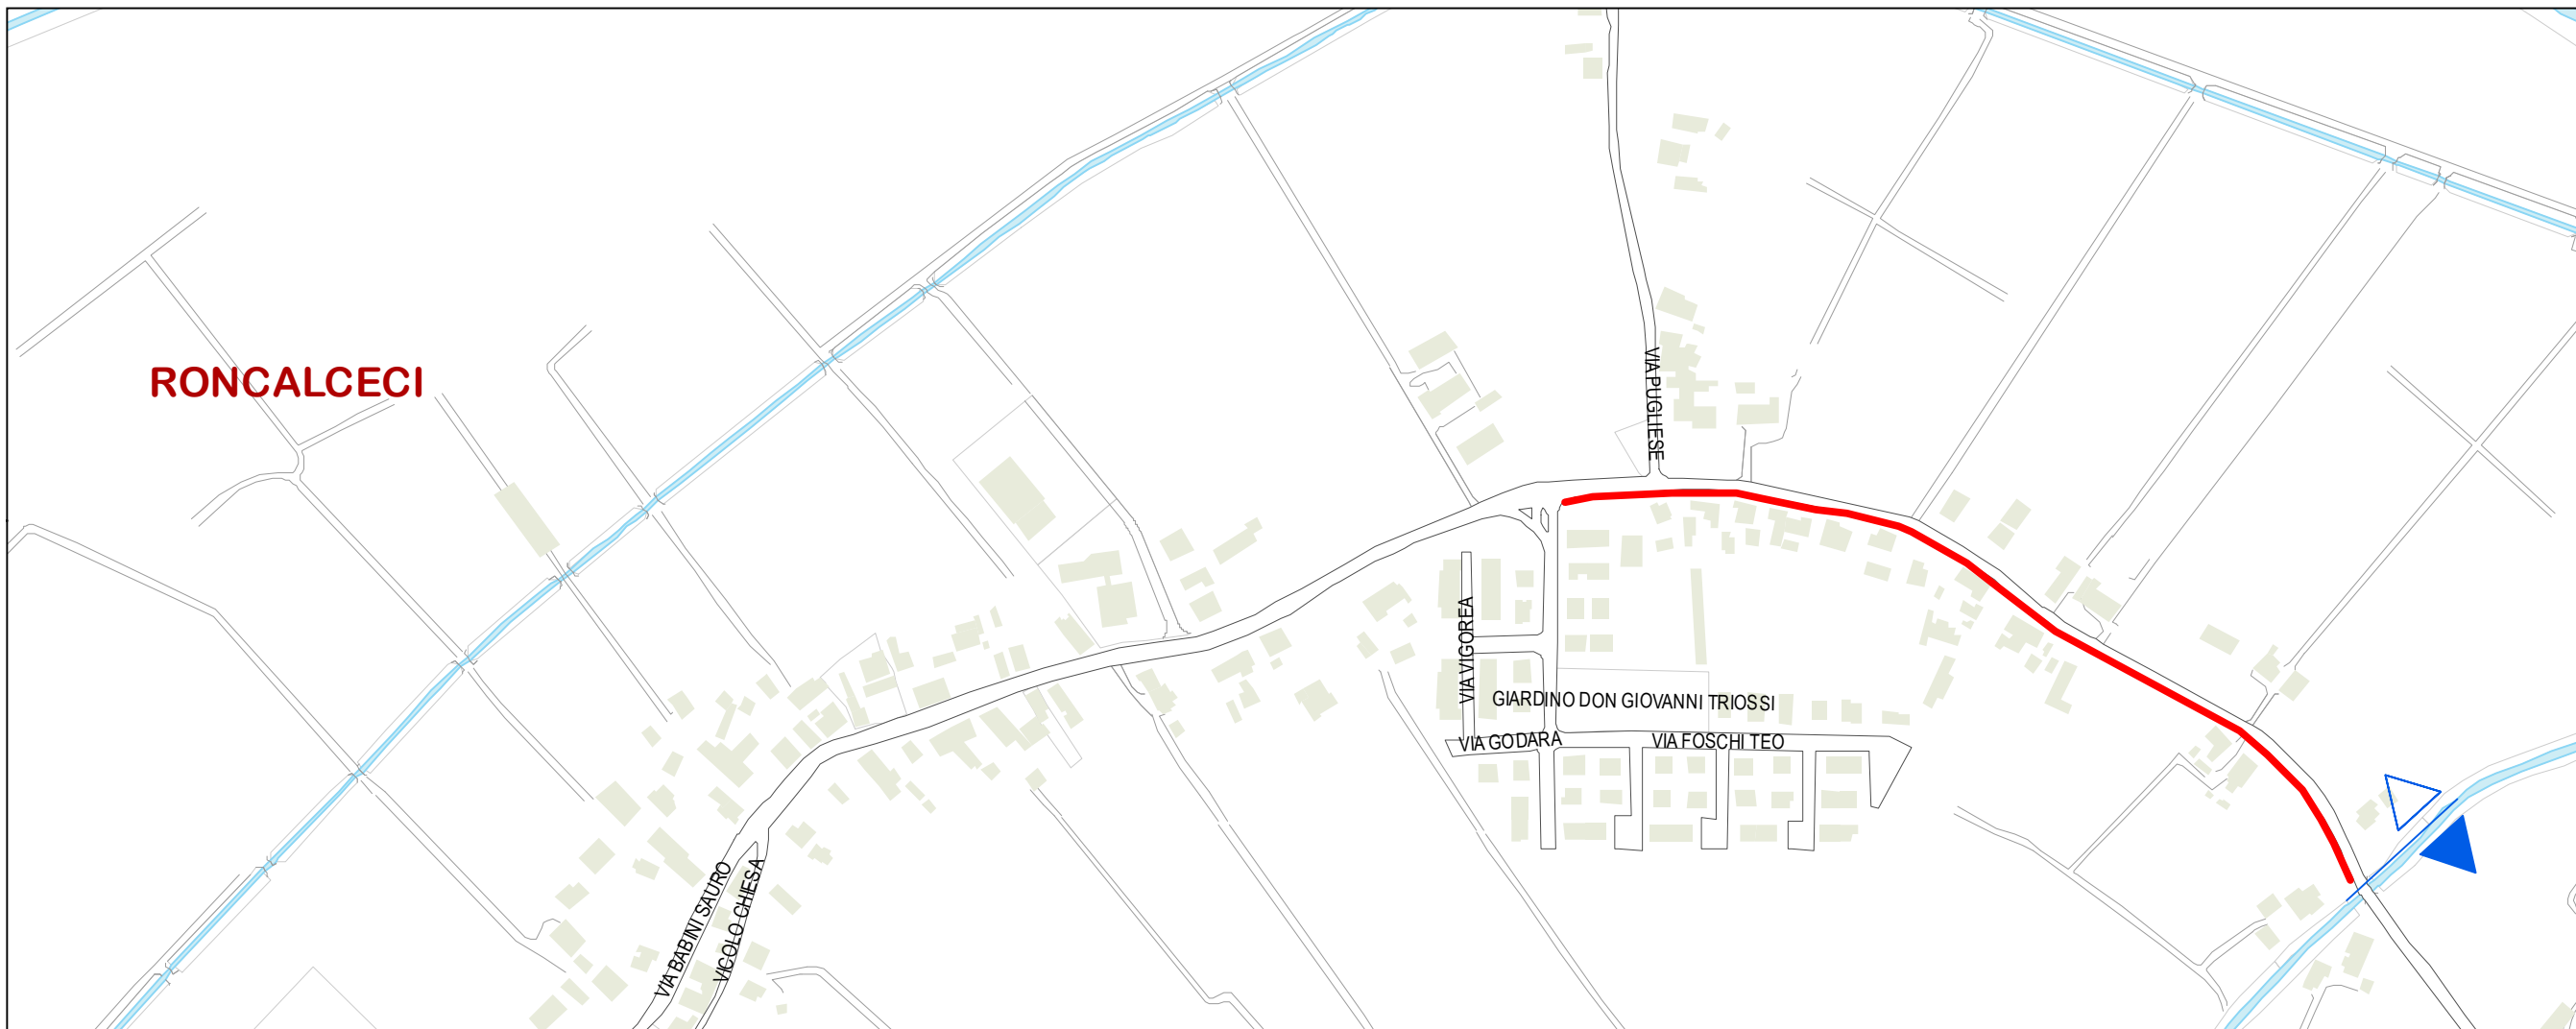 RONCALCECI
VIA PUGLIESE
VIA VIGOREA
GIARDINO DON GIOVANNI TRIOSSI
VIA GODARA
VIA FOSCHI TEO
VIA BABINI SAURO
VICOLO CHIESA